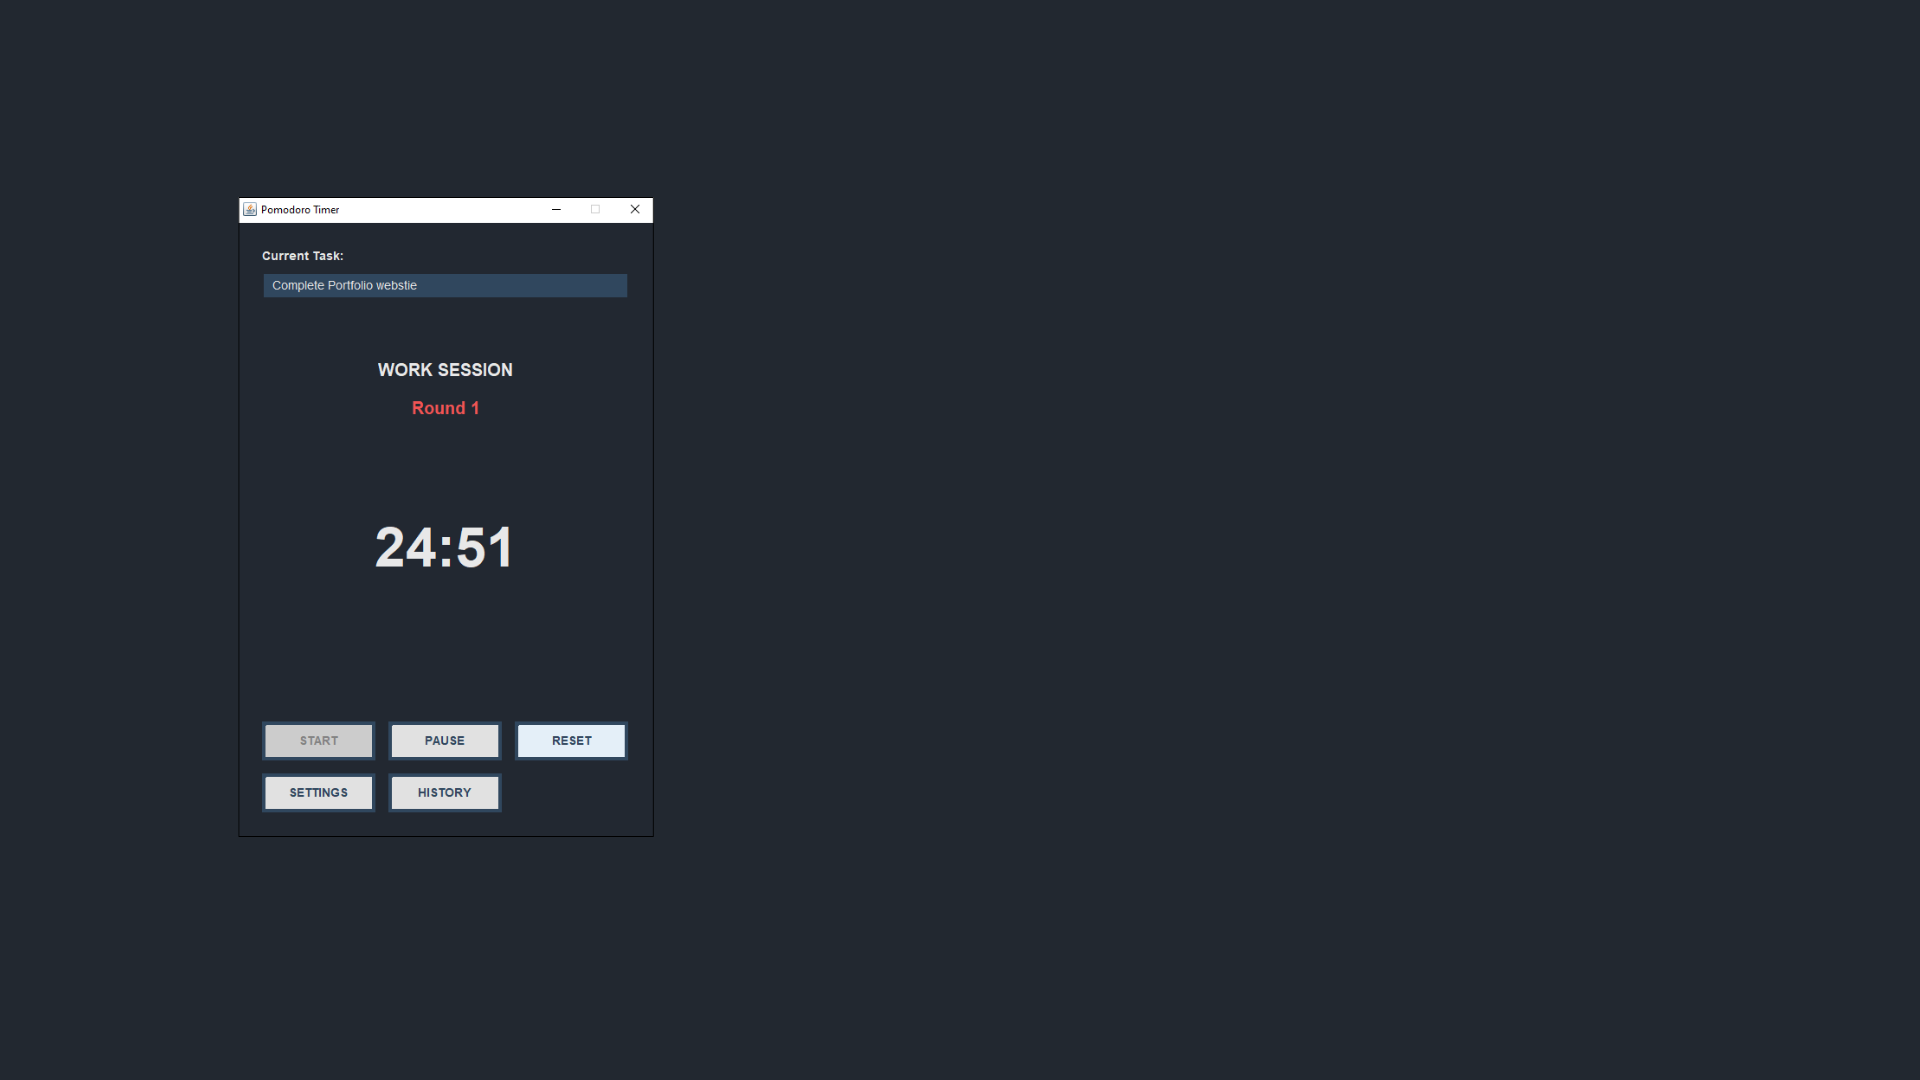 Pomodoro Timer
Current Task:
Complete Portfolio webstie
WORK SESSION
Round 1
24:51
START PAUSE RESET
SETTINGS HISTORY